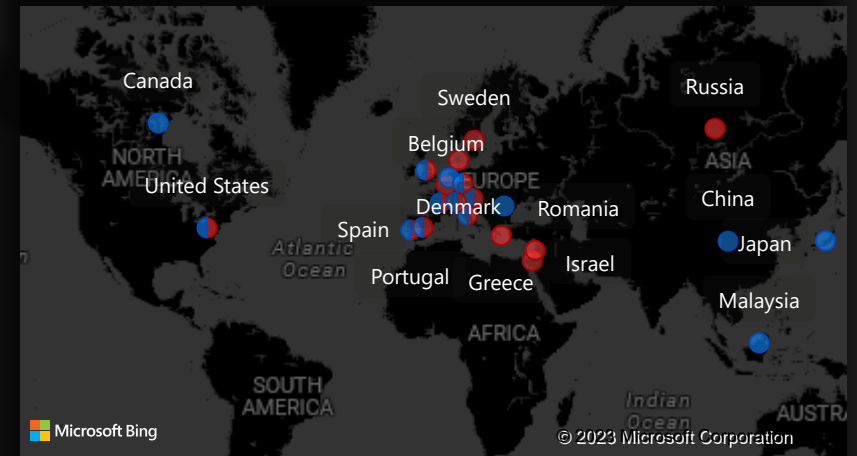 Canada
Russia
Sweden
Belgium
NORTH
AMERICA
EUROPE
ASIA
United States
China
Denmark
Romania
Spain
Atlantic
Ocean
Japan
Portugal
Greece
Israel
Malaysia
AFRICA
SOUTH
AMERICA
Indian
Ocean
AUSTRA
Microsoft Bing
© 2023 Microsoft Corporation